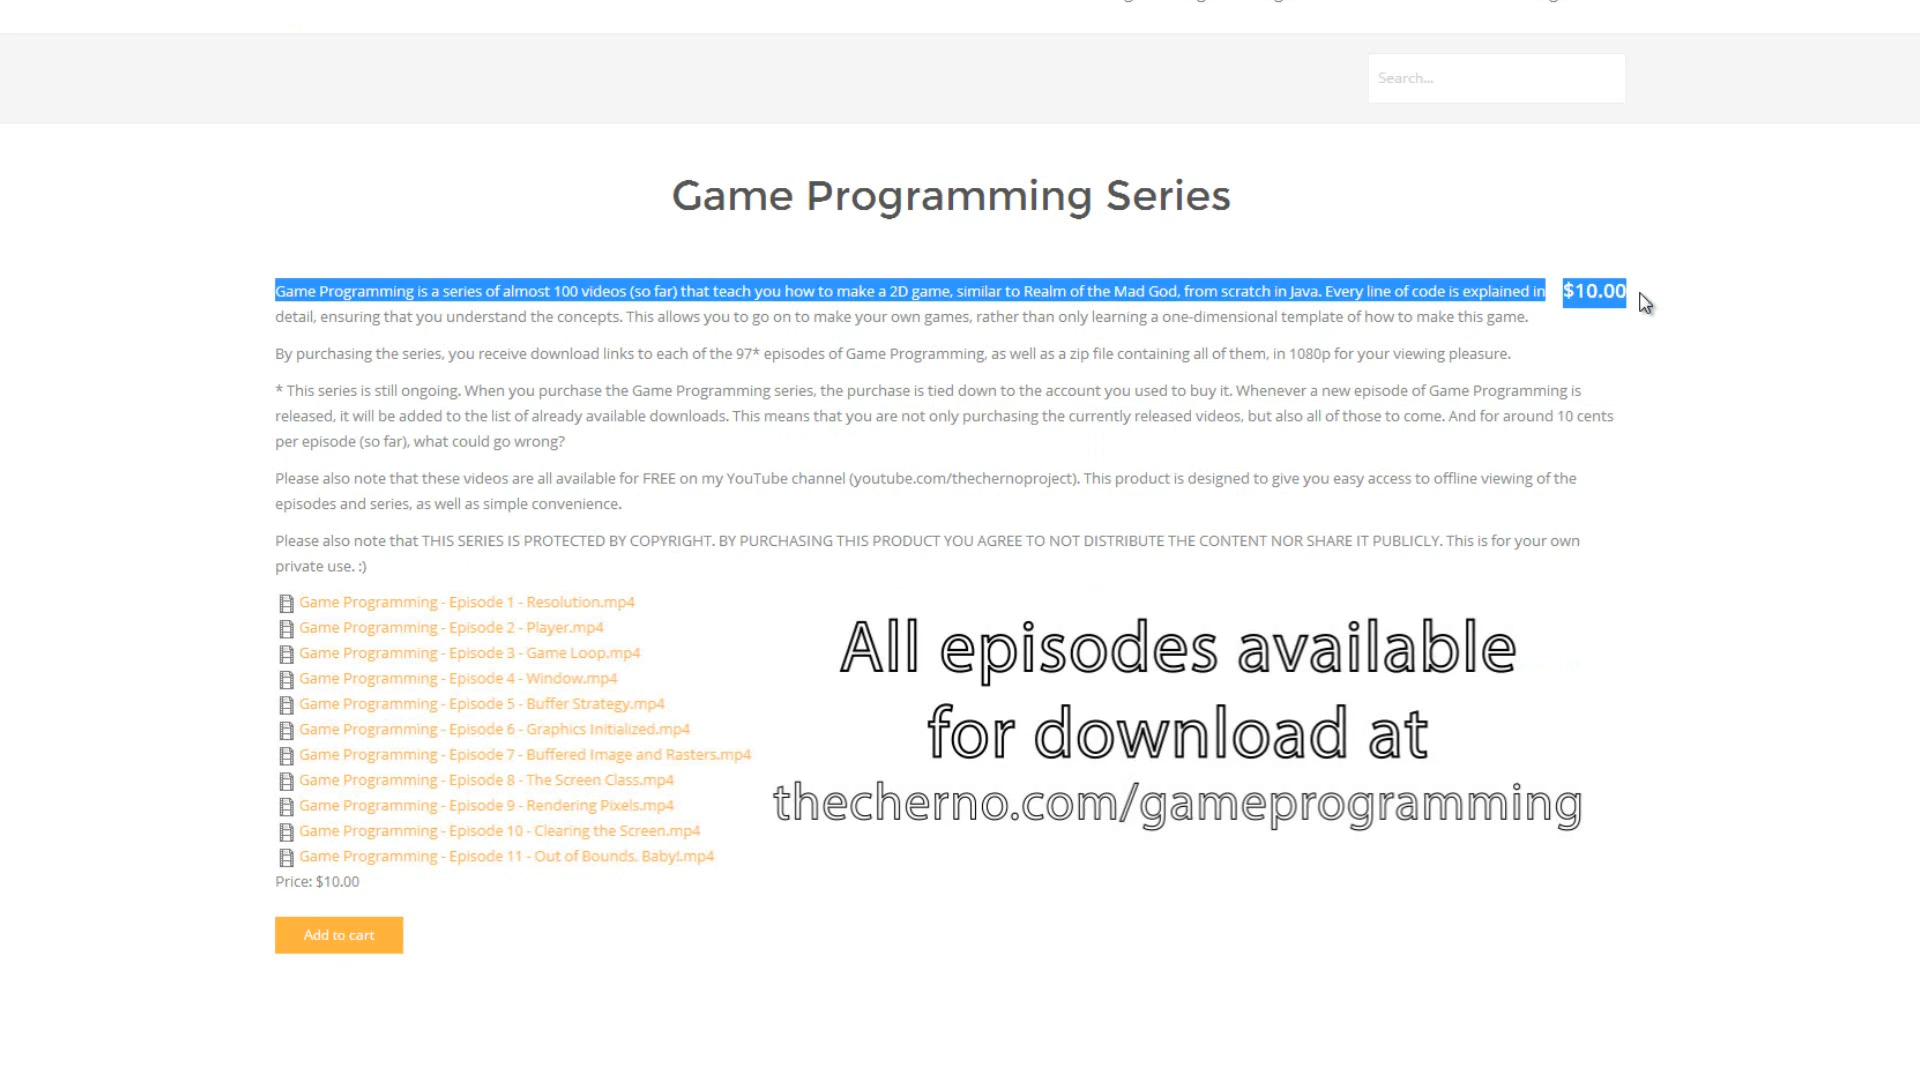 Search...
Game Programming Series
Game Programming is a series of almost 100 videos (so far) that teach you how to make a 2D game, similar to Realm of the Mad God, from scratch in Java. Every line of code is explained in
$10.00
detail, ensuring that you understand the concepts. This allows you to go on to make your own games, rather than only learning a one-dimensional template of how to make this game.
By purchasing the series, you receive download links to each of the 97* episodes of Game Programming, as well as a zip file containing all of them, in 1080p for your viewing pleasure.
* This series is still ongoing. When you purchase the Game Programming series, the purchase is tied down to the account you used to buy it. Whenever a new episode of Game Programming is
released, it will be added to the list of already available downloads. This means that you are not only purchasing the currently released videos, but also all of those to come. And for around 10 cents
per episode (so far), what could go wrong?
Please also note that these videos are all available for FREE on my YouTube channel (youtube.com/thechernoproject). This product is designed to give you easy access to offline viewing of the
episodes and series, as well as simple convenience.
Please also note that THIS SERIES IS PROTECTED BY COPYRIGHT. BY PURCHASING THIS PRODUCT YOU AGREE TO NOT DISTRIBUTE THE CONTENT NOR SHARE IT PUBLICLY. This is for your own
private use. :)
Game Programming - Episode 1 - Resolution.mp4
Game Programming - Episode 2 - Player.mp4
Game Programming - Episode 3 - Game Loop.mp4
Game Programming - Episode 4 - Window.mp4
Game Programming - Episode 5 - Buffer Strategy.mp4
Game Programming - Episode 6 - Graphics Initialized.mp4
Game Programming - Episode 7 - Buffered Image and Rasters.mp4
Game Programming - Episode 8 - The Screen Class.mp4
Game Programming - Episode 9 - Rendering Pixels.mp4
Game Programming - Episode 10 - Clearing the Screen.mp4
Game Programming - Episode 11 - Out of Bounds. Baby!.mp4
All episodes available
for download at
thecherno.com/gameprogramming
Price: $10.00
Add to cart